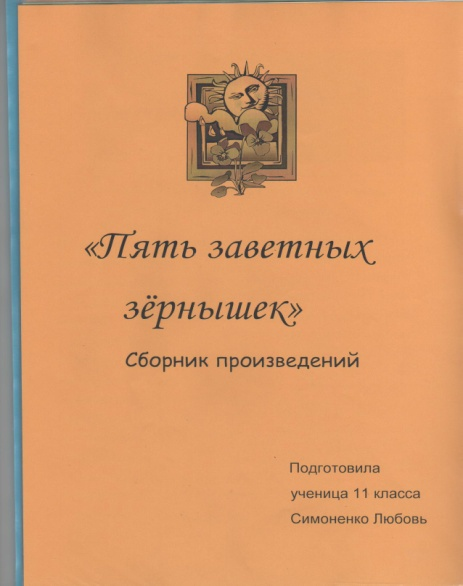 «Пять заветных
зёрнышек»
Сборник произведений
Подготовила
ученица 11 класса
Симоненко Любовь